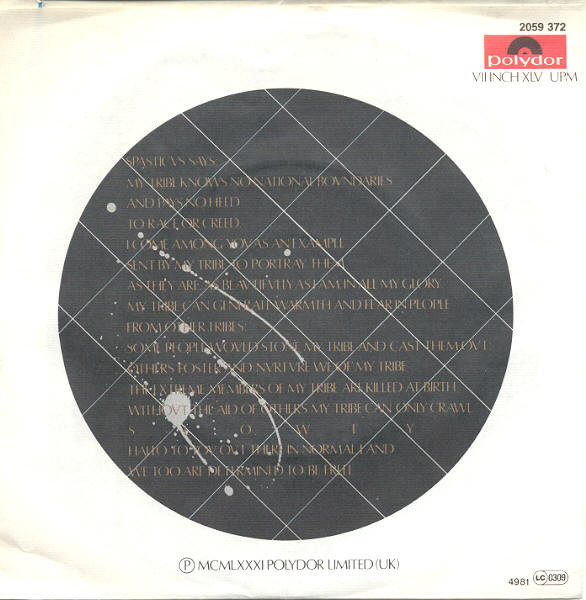 2059 372
polydor
VII INCH XLV UPM
SPASTICVS SAYS:
MY TRIBE KNOWS NO NATIONAL BOVNDARIES
AND PAYS NO HEED
TO RACE OR CREED.
I COME AMONG YOV AS AN EXAMPLE
SENT BY MY TRIBE TO PORTRAY THEM
AS THEY ARE AS BEAVTIFVLLY AS I AM IN ALL MY GLORY
MY TRIBE CAN GENERATE WARMTH AND FEAR IN PEOPLE
FROM OTHER TRIBES:
SOME PEOPLE WOVLD STONE MY TRIBE AND CAST THEM OVT:
OTHERS FOSTER AND NVRTVRE WE OF MY TRIBE
THE EXTREME MEMBERS OF MY TRIBE ARE KILLED AT BIRTH
WITHOVT THE AID OF OTHERS MY TRIBE CAN ONLY CRAWL
S L O W L Y
HALLO TO YOV OVT THERE IN NORMAL LAND
WE TOO ARE DETERMINED TO BE FREE
Ⓟ MCMLXXXI POLYDOR LIMITED (UK)
4981 LC 0309